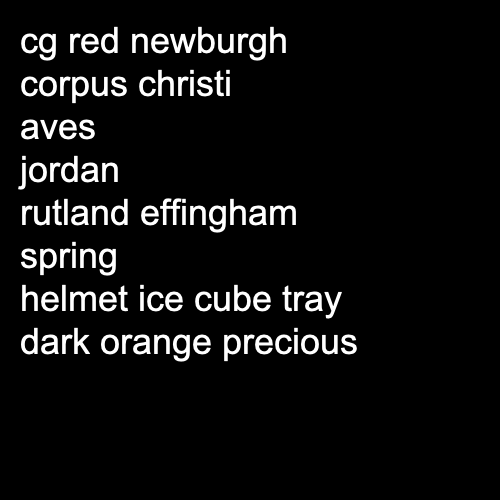 cg red newburgh
corpus christi
aves
jordan
rutland effingham
spring
helmet ice cube tray
dark orange precious